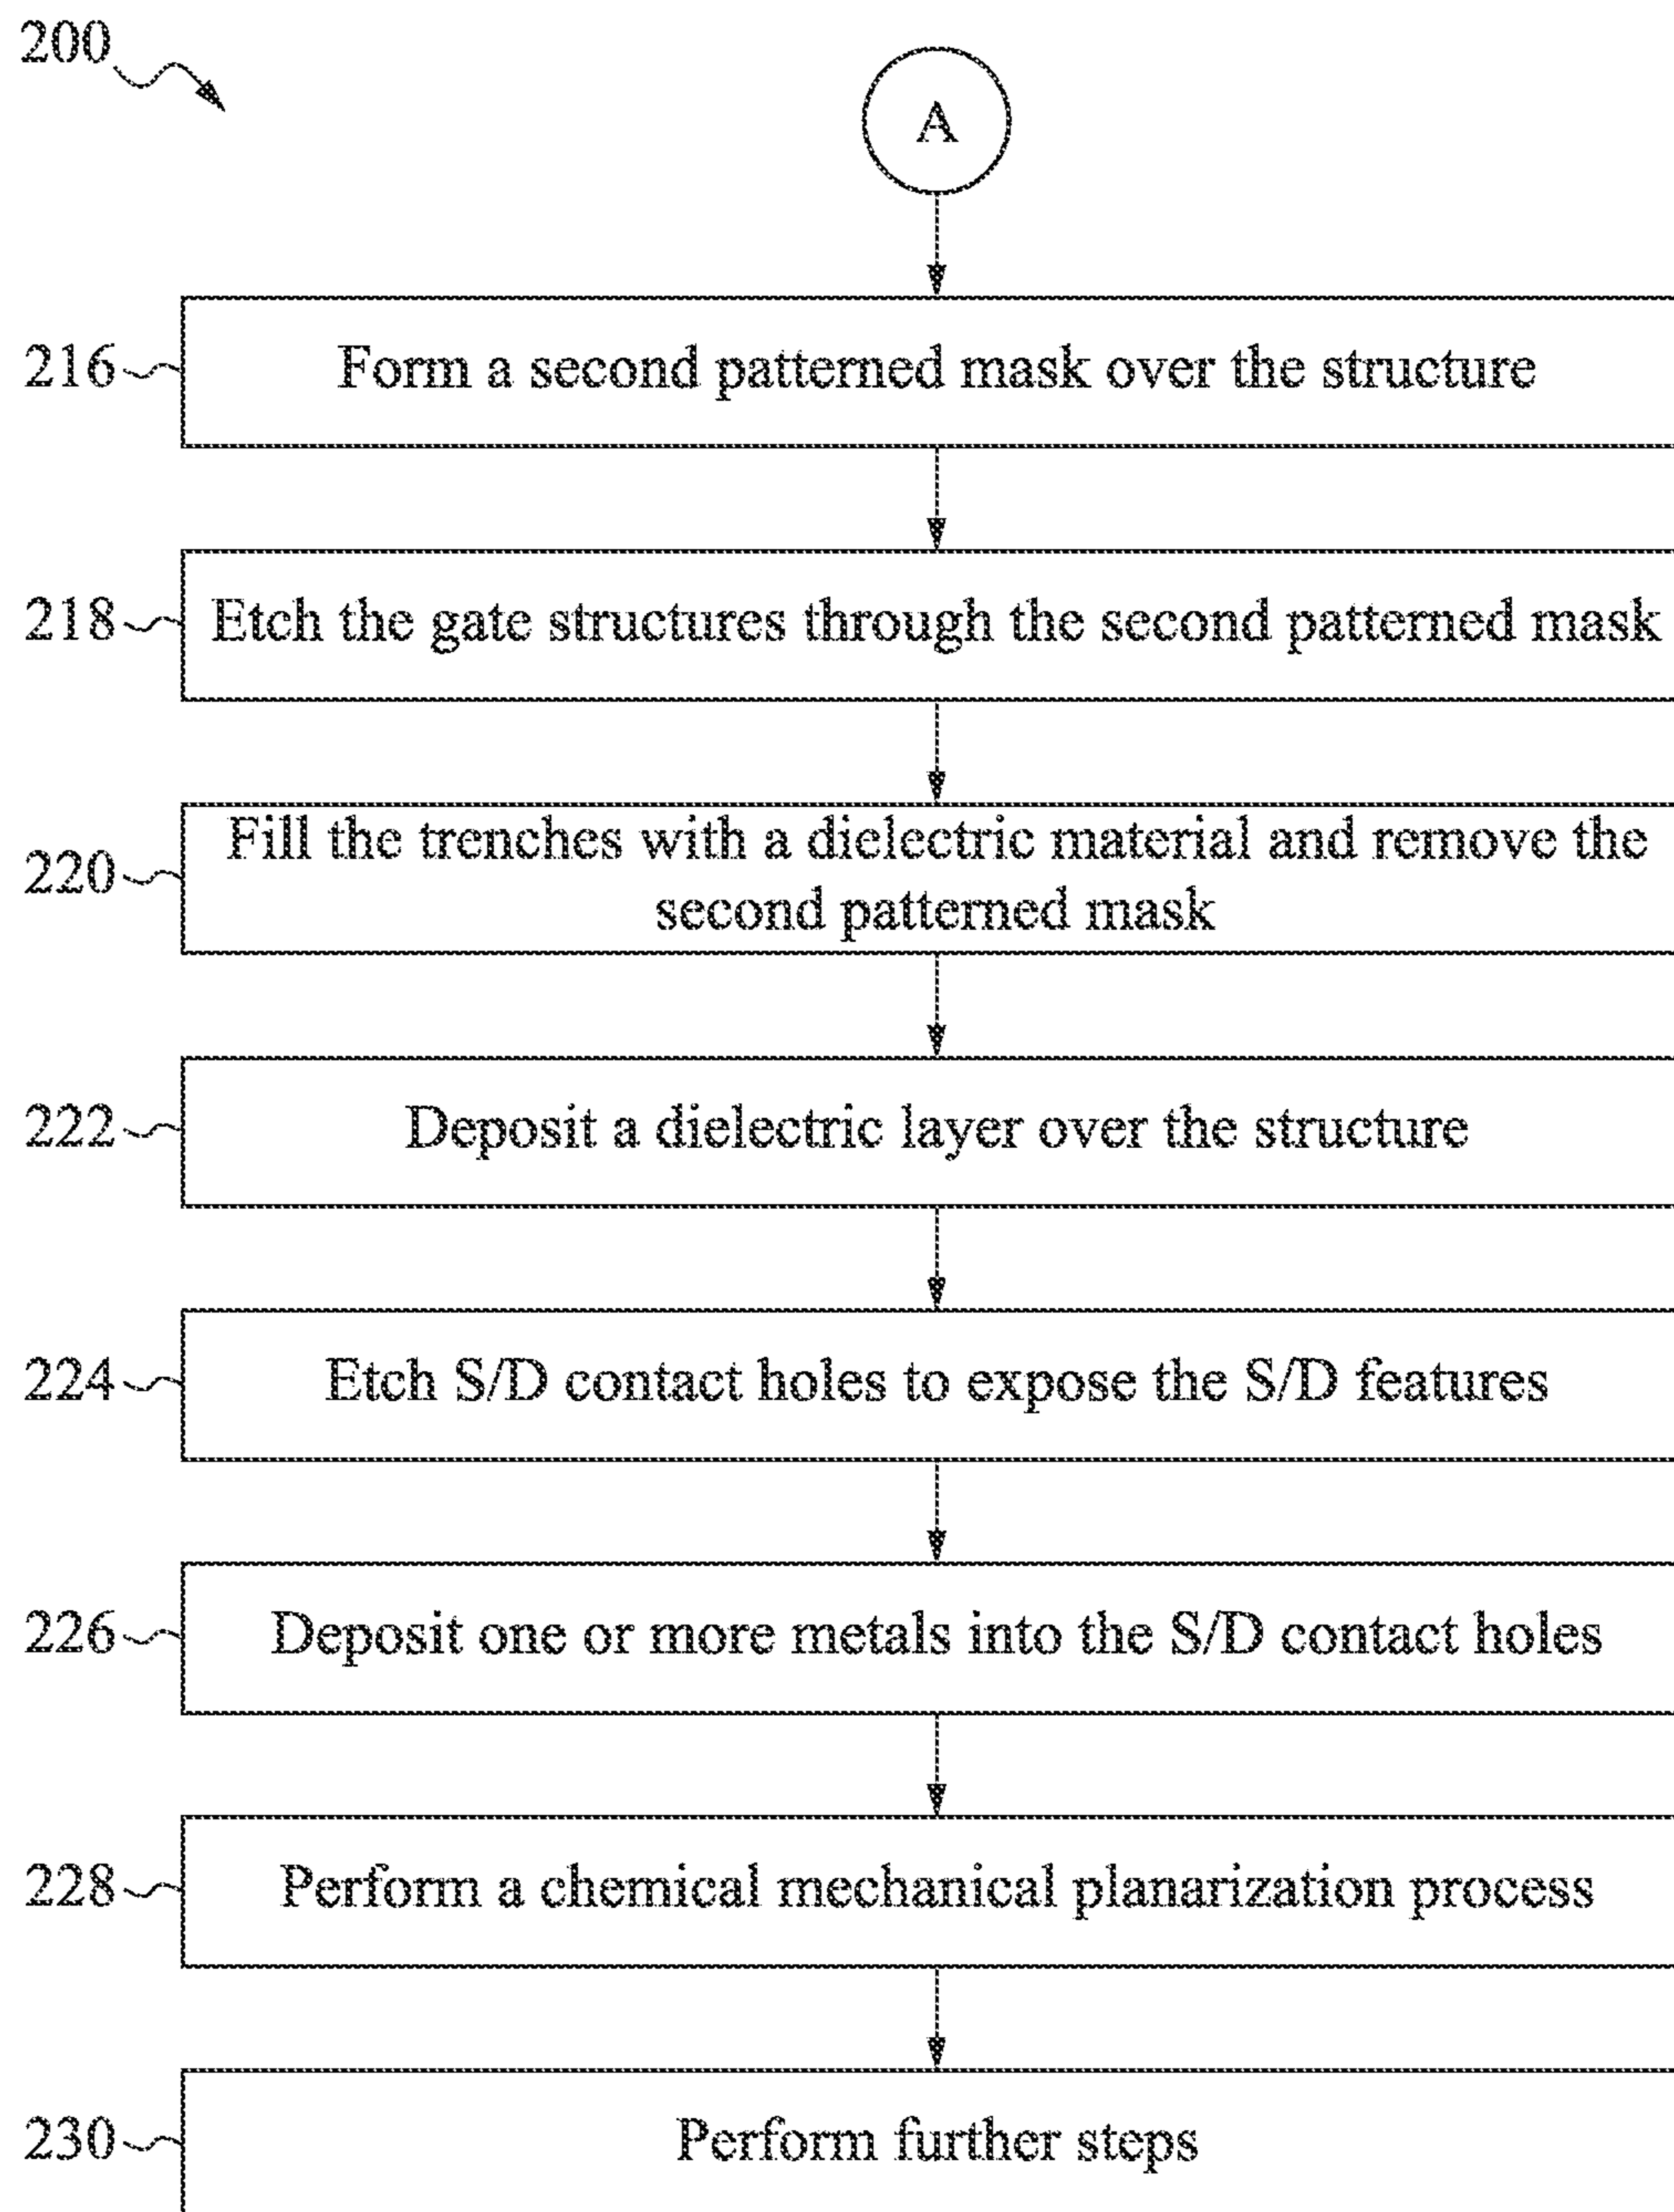 200
A
216 Form a second patterned mask over the structure
218 Etch the gate structures through the second patterned mask
220 Fill the trenches with a dielectric material and remove the
second patterned mask
222 Deposit a dielectric layer over the structure
224 Etch S/D contact holes to expose the S/D features
226 Deposit one or more metals into the S/D contact holes
228 Perform a chemical mechanical planarization process
230 Perform further steps